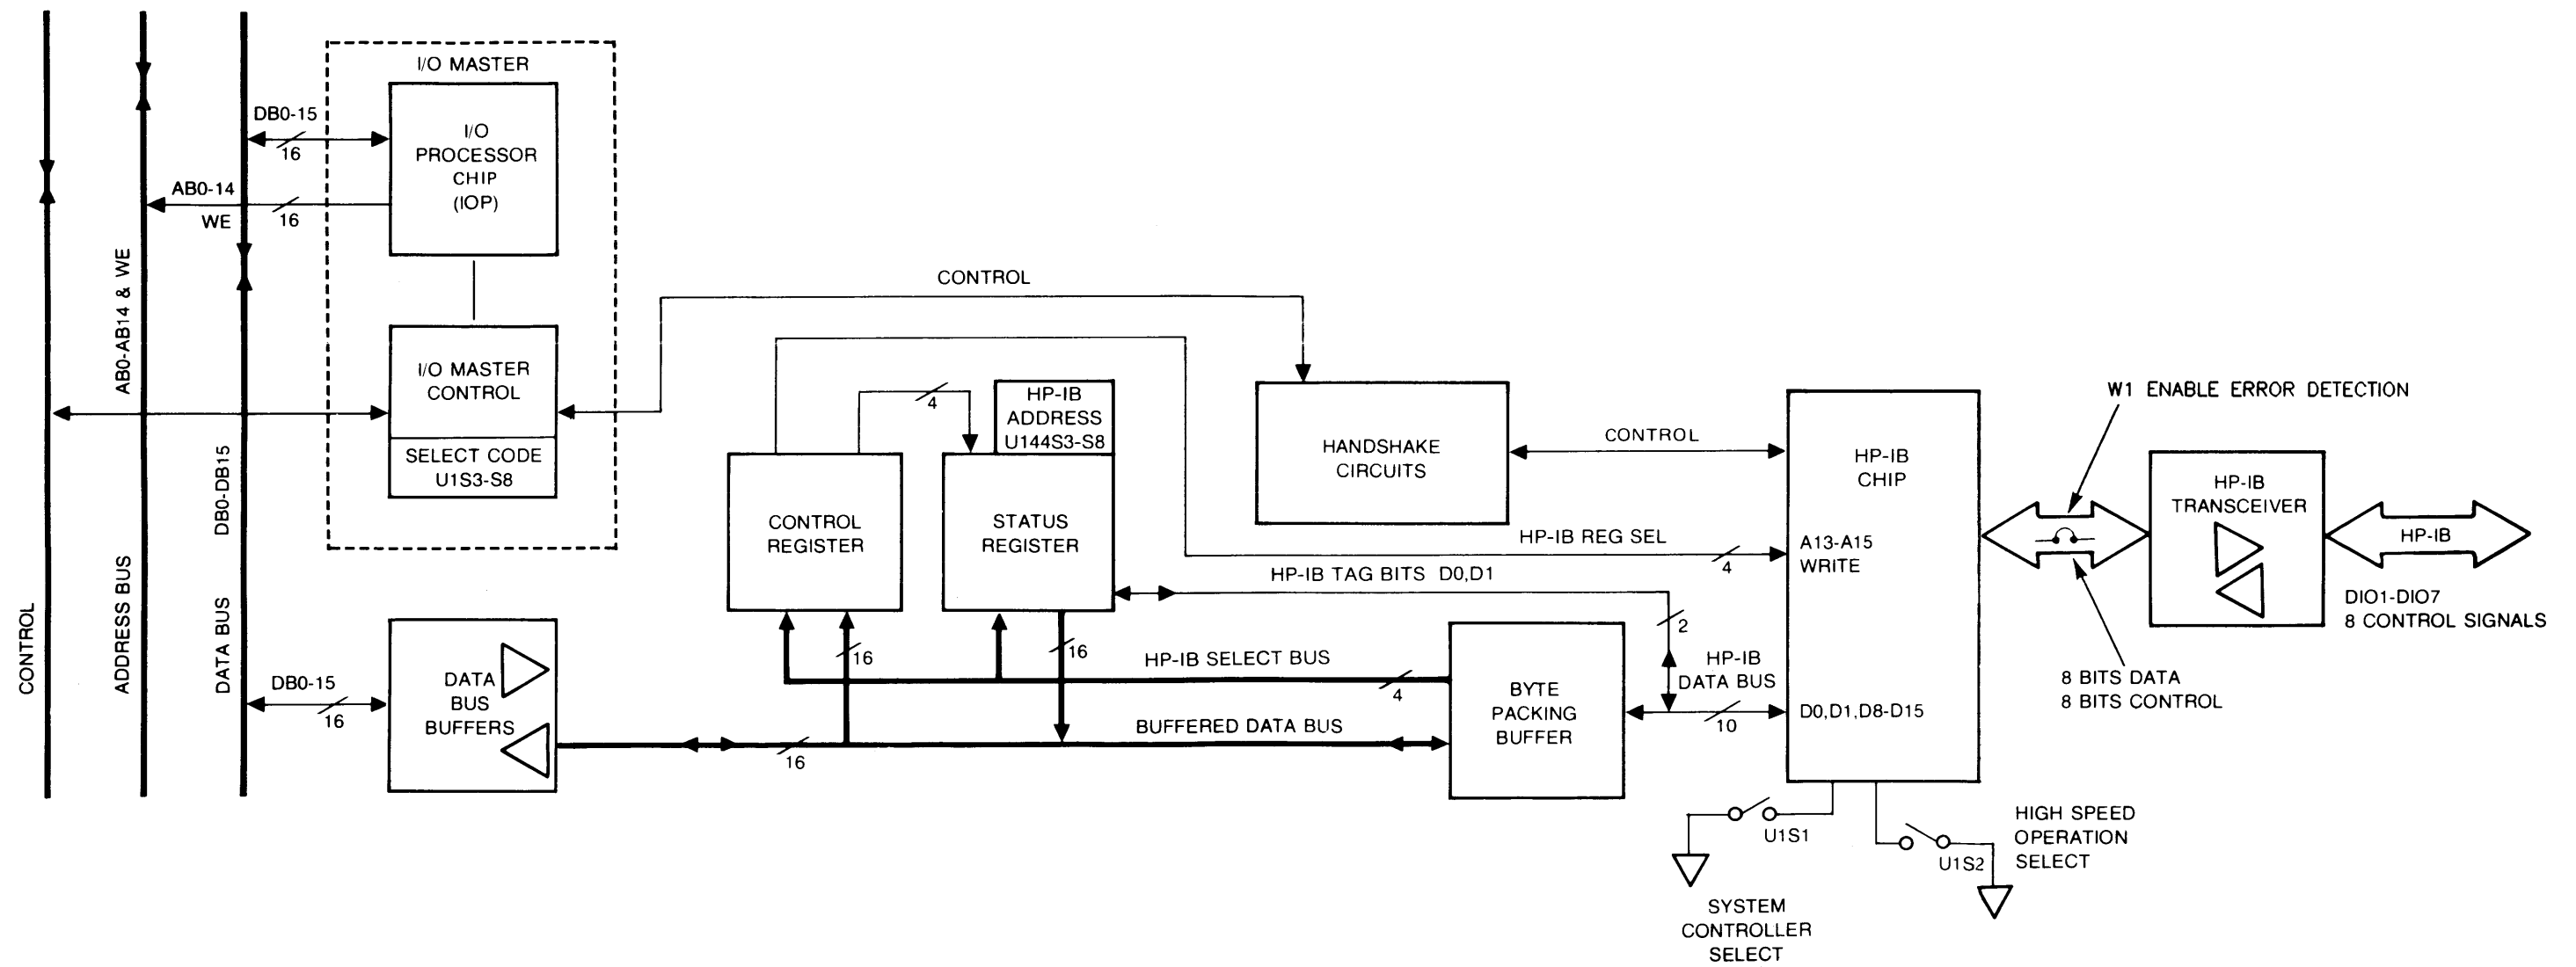 CONTROL
ADDRESS BUS
AB0-AB14 & WE
DATA BUS
DB0-DB15
I/O MASTER
DB0-15
16
AB0-14
WE
16
I/O
PROCESSOR
CHIP
(IOP)
I/O MASTER
CONTROL
SELECT CODE
U1S3-S8
DB0-15
16
DATA
BUS
BUFFERS
CONTROL
4
HP-IB
ADDRESS
U144S3-S8
CONTROL
REGISTER
STATUS
REGISTER
16
16
HP-IB SELECT BUS
4
BUFFERED DATA BUS
16
HANDSHAKE
CIRCUITS
CONTROL
HP-IB REG SEL
4
HP-IB TAG BITS D0,D1
2
HP-IB
DATA BUS
10
BYTE
PACKING
BUFFER
HP-IB
CHIP
A13-A15
WRITE
D0,D1,D8-D15
U1S1
SYSTEM
CONTROLLER
SELECT
U1S2
HIGH SPEED
OPERATION
SELECT
W1 ENABLE ERROR DETECTION
8 BITS DATA
8 BITS CONTROL
HP-IB
TRANSCEIVER
HP-IB
DIO1-DIO7
8 CONTROL SIGNALS